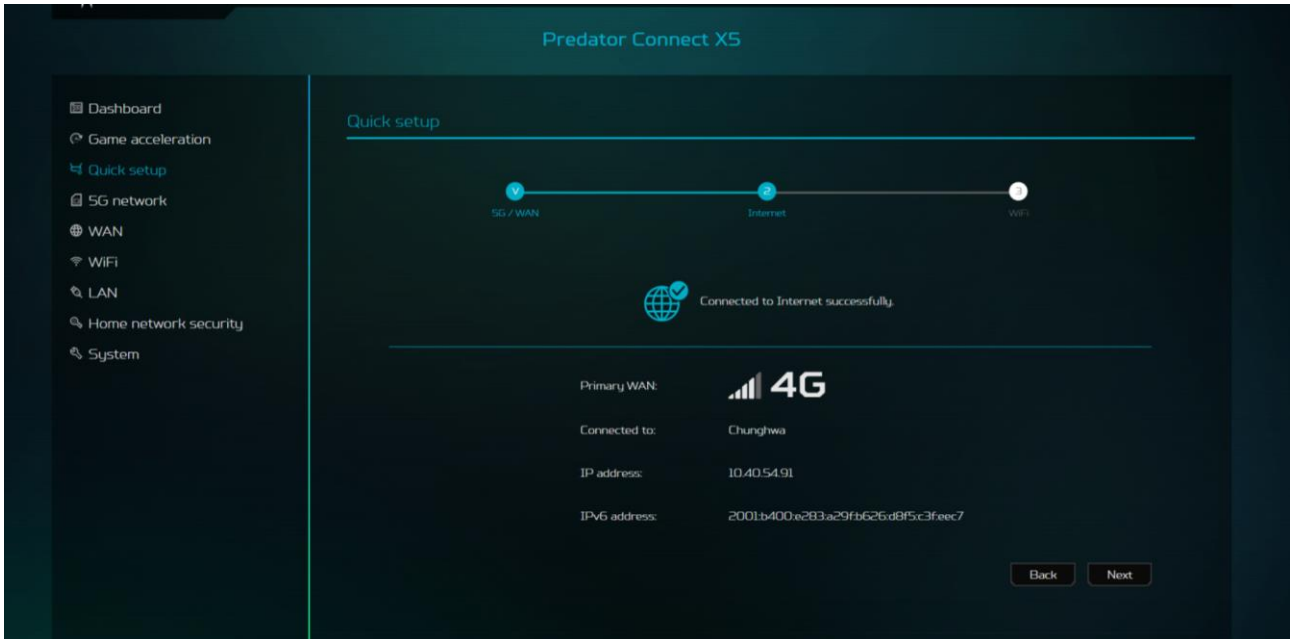 Predator Connect X5
Dashboard
Game acceleration
Quick setup
5G network
WAN
WiFi
LAN
Home network security
System
Quick setup
V
2
3
5G / WAN
Internet
WiFi
Connected to Internet successfully.
Primary WAN: 4G
Connected to: Chunghwa
IP address: 10.40.54.91
IPv6 address: 2001:b400:e283:a29f:b626:d8f5:c3f:eec7
Back Next